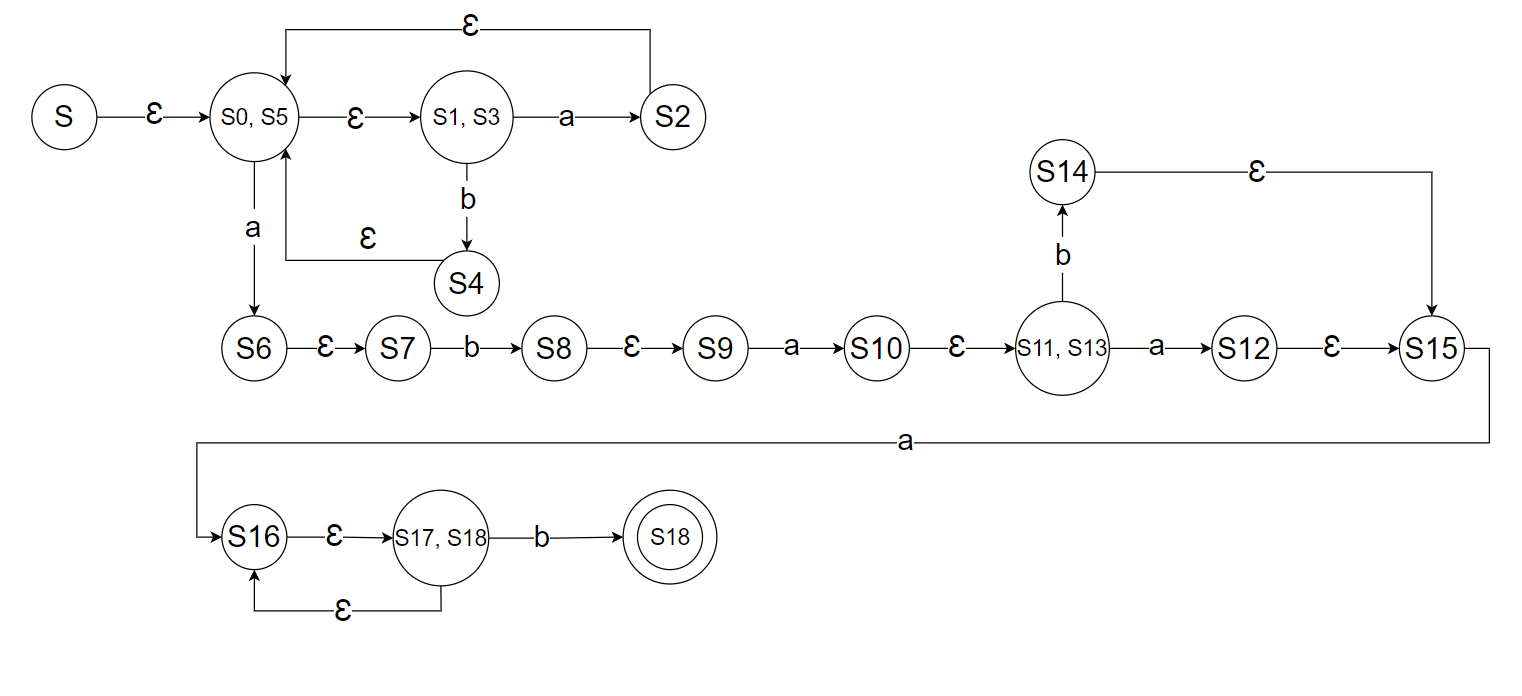 ε
S ε S0, S5 ε S1, S3 a S2
S14 ε
b
a
ε
b
S4
S6 ε S7 b S8 ε S9 a S10 ε S11, S13 a S12 ε S15
a
S16 ε S17, S18 b S18
ε